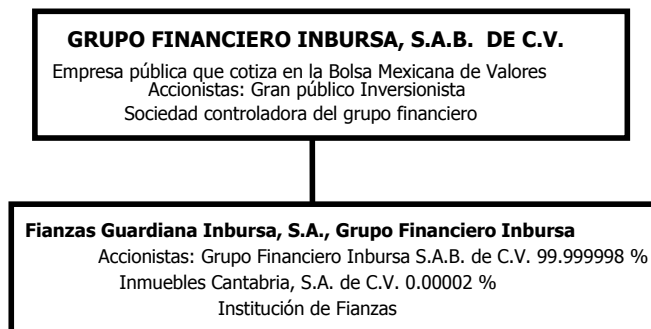 GRUPO FINANCIERO INBURSA, S.A.B. DE C.V.
Empresa pública que cotiza en la Bolsa Mexicana de Valores
Accionistas: Gran público Inversionista
Sociedad controladora del grupo financiero
Fianzas Guardiana Inbursa, S.A., Grupo Financiero Inbursa
Accionistas: Grupo Financiero Inbursa S.A.B. de C.V. 99.999998 %
Inmuebles Cantabria, S.A. de C.V. 0.00002 %
Institución de Fianzas